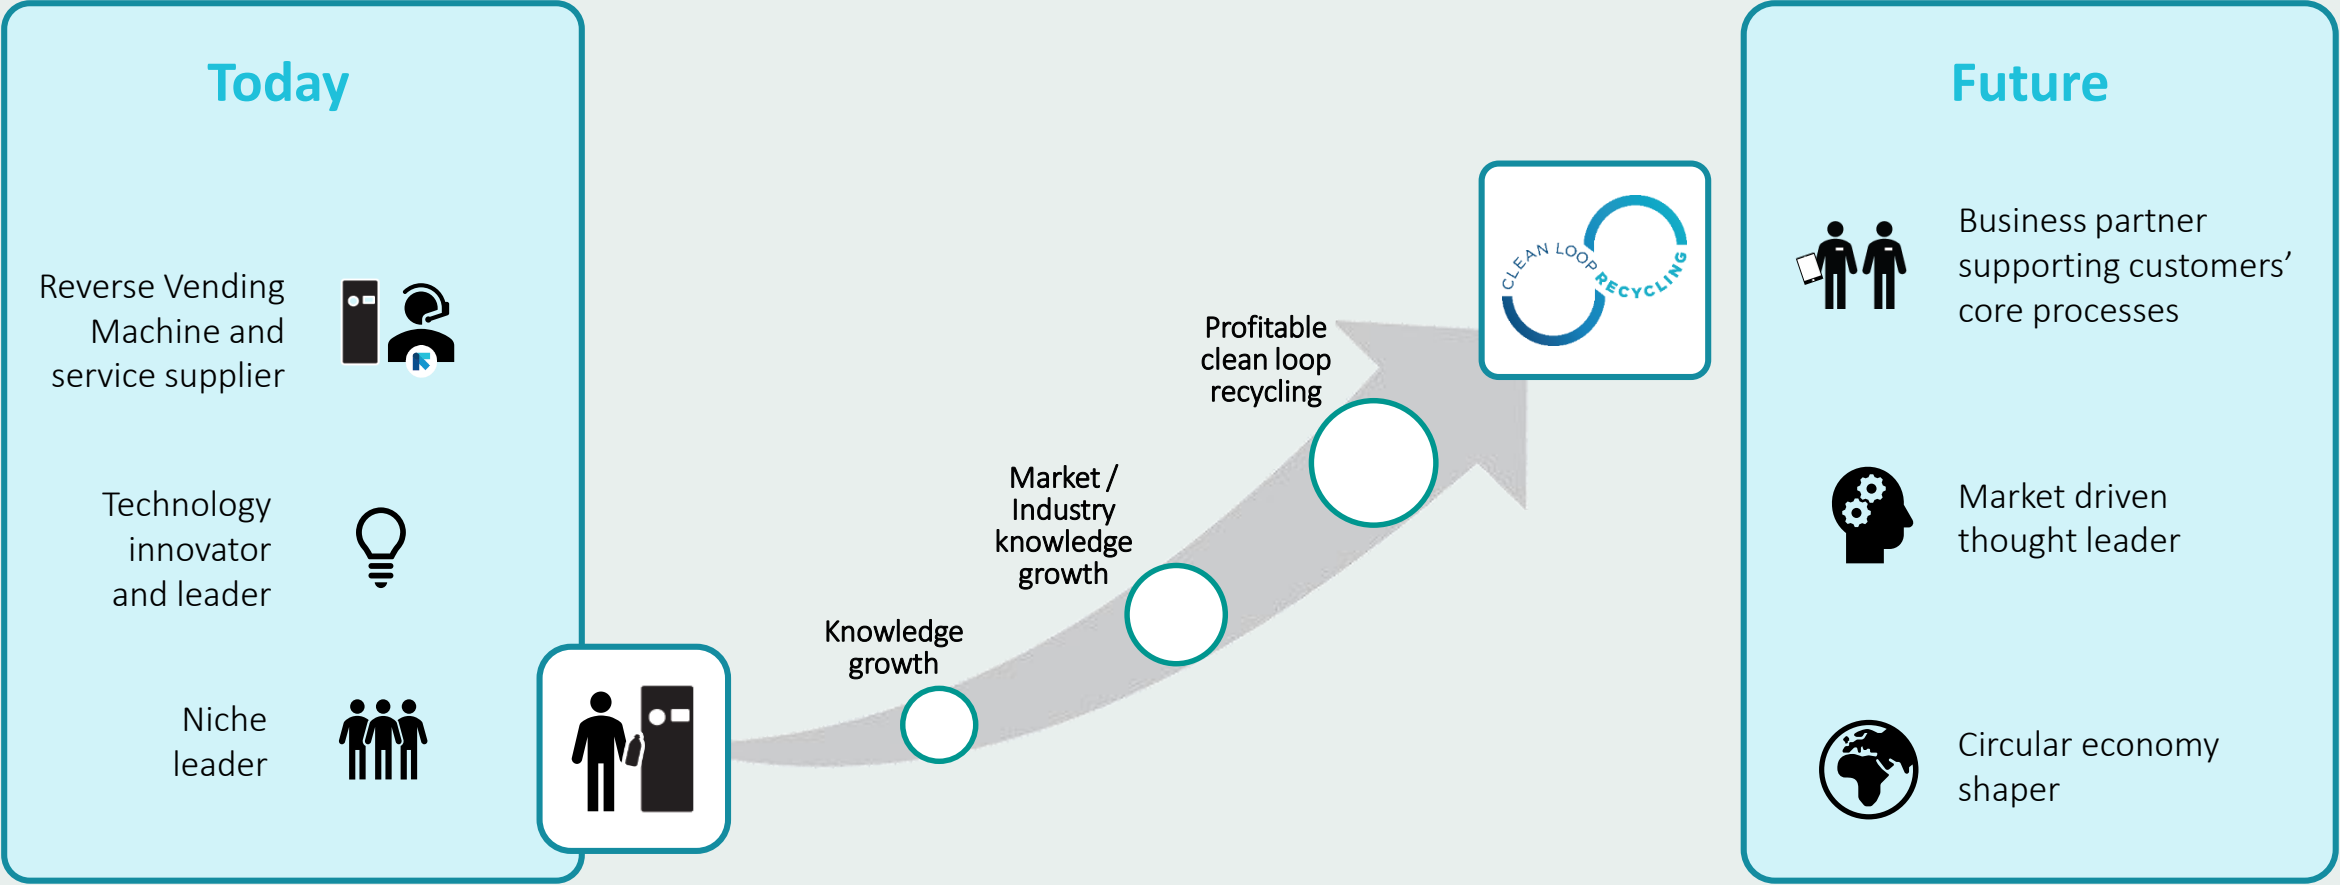 Today
Reverse Vending
Machine and
service supplier
Technology
innovator
and leader
Niche
leader
Knowledge
growth
Market /
Industry
knowledge
growth
Profitable
clean loop
recycling
CLEAN LOOP
RECYCLING
Future
Business partner
supporting customers’
core processes
Market driven
thought leader
Circular economy
shaper